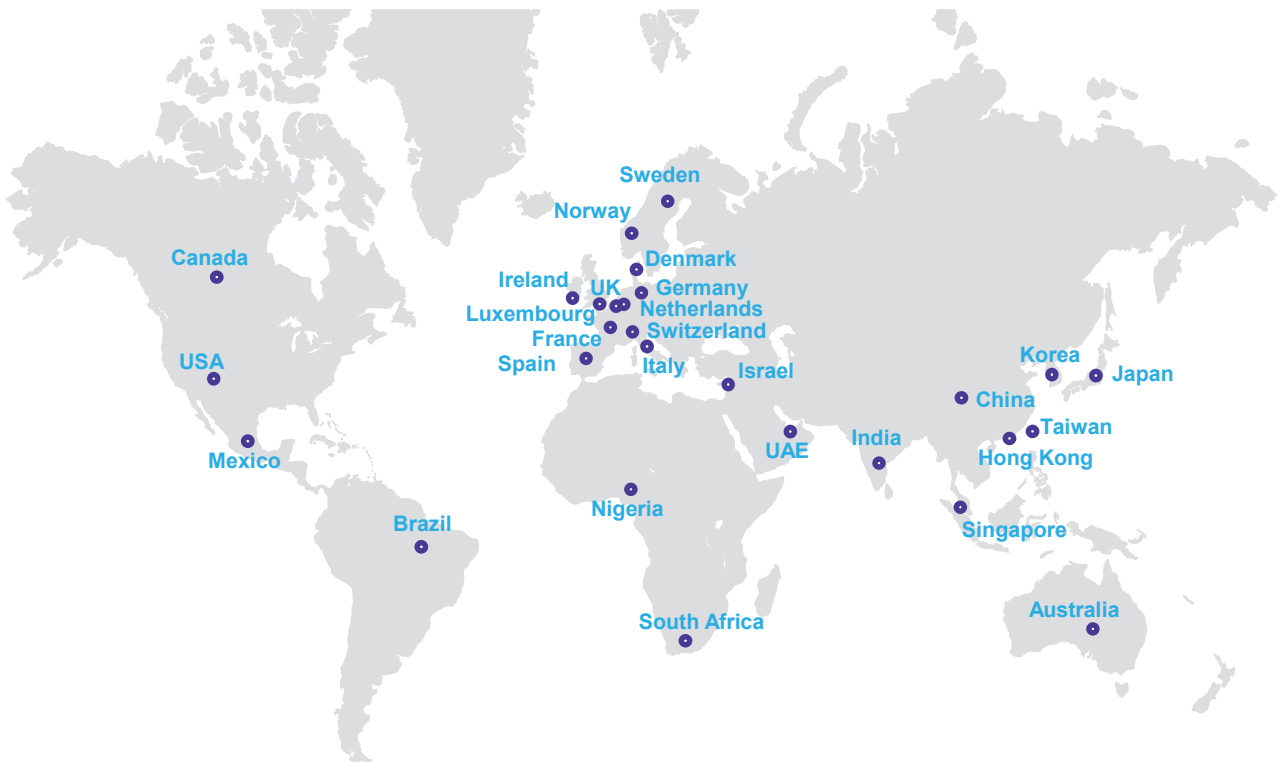 Sweden
Norway
Canada
Denmark
Ireland
UK
Germany
Luxembourg
Netherlands
France
Switzerland
USA
Spain
Italy
Israel
Korea
Japan
China
Mexico
UAE
India
Taiwan
Hong Kong
Nigeria
Brazil
Singapore
South Africa
Australia